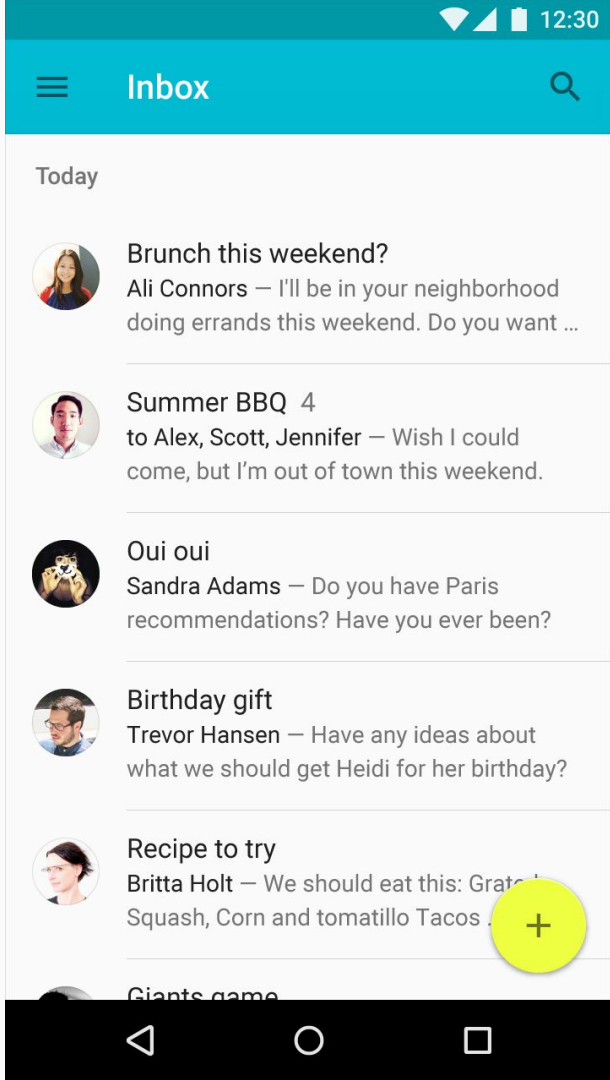 12:30
Inbox
Today
Brunch this weekend?
Ali Connors — I'll be in your neighborhood
doing errands this weekend. Do you want ...
Summer BBQ 4
to Alex, Scott, Jennifer — Wish I could
come, but I’m out of town this weekend.
Oui oui
Sandra Adams — Do you have Paris
recommendations? Have you ever been?
Birthday gift
Trevor Hansen — Have any ideas about
what we should get Heidi for her birthday?
Recipe to try
Britta Holt — We should eat this: Grated
Squash, Corn and tomatillo Tacos .
Giants game